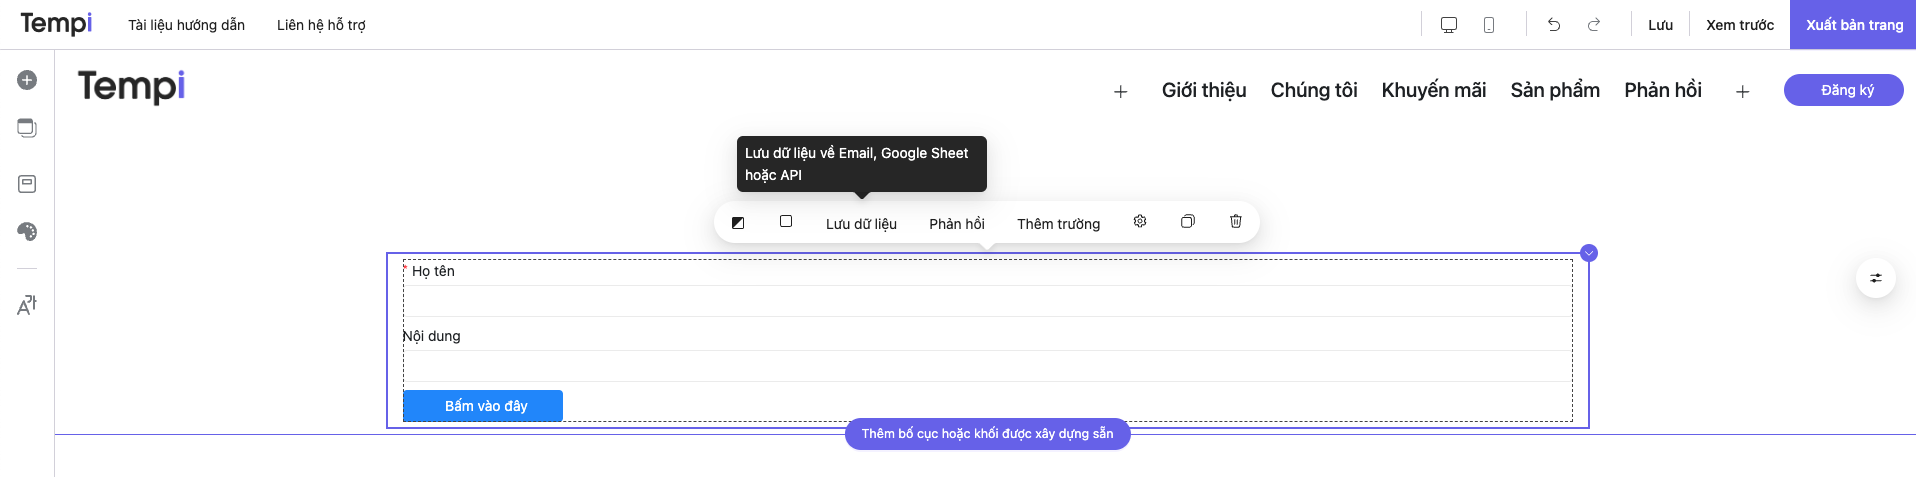 Tempi
Tài liệu hướng dẫn
Liên hệ hỗ trợ
Lưu
Xem trước
Xuất bản trang
Tempi
Giới thiệu
Chúng tôi
Khuyến mãi
Sản phẩm
Phản hồi
Đăng ký
Lưu dữ liệu về Email, Google Sheet
hoặc API
Lưu dữ liệu
Phản hồi
Thêm trường
* Họ tên
Nội dung
Bấm vào đây
Thêm bố cục hoặc khối được xây dựng sẵn